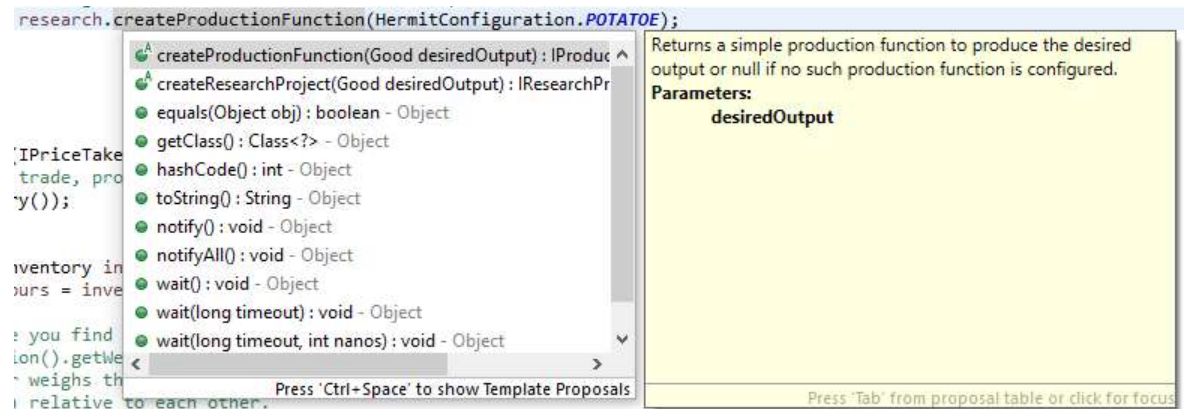 research.createProductionFunction(HermitConfiguration.POTATOE);
createProductionFunction(Good desiredOutput) : IProduc
createResearchProject(Good desiredOutput) : IResearchPr
equals(Object obj) : boolean - Object
getClass() : Class<?> - Object
hashCode() : int - Object
toString() : String - Object
notify() : void - Object
notifyAll() : void - Object
wait() : void - Object
wait(long timeout) : void - Object
wait(long timeout, int nanos) : void - Object
Press 'Ctrl+Space' to show Template Proposals
Returns a simple production function to produce the desired
output or null if no such production function is configured.
Parameters:
desiredOutput
Press 'Tab' from proposal table or click for focus
(IPriceTake
trade, pro
ry());
nventory in
ours = inve
e you find
ion().getWe
r weighs th
relative to each other.